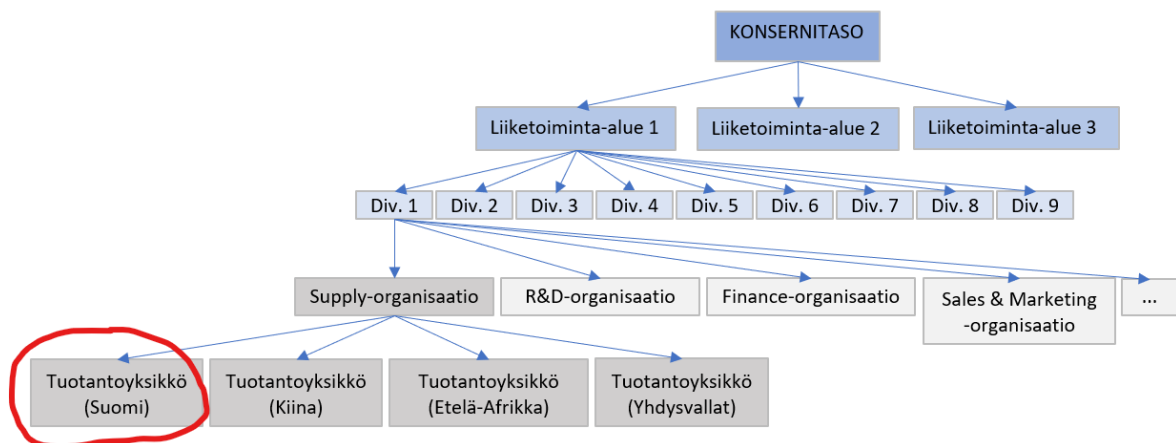 KONSERNITASO
Liiketoiminta-alue 1
Liiketoiminta-alue 2
Liiketoiminta-alue 3
Div. 1
Div. 2
Div. 3
Div. 4
Div. 5
Div. 6
Div. 7
Div. 8
Div. 9
Supply-organisaatio
R&D-organisaatio
Finance-organisaatio
Sales & Marketing
-organisaatio
...
Tuotantoyksikkö
(Suomi)
Tuotantoyksikkö
(Kiina)
Tuotantoyksikkö
(Etelä-Afrikka)
Tuotantoyksikkö
(Yhdysvallat)